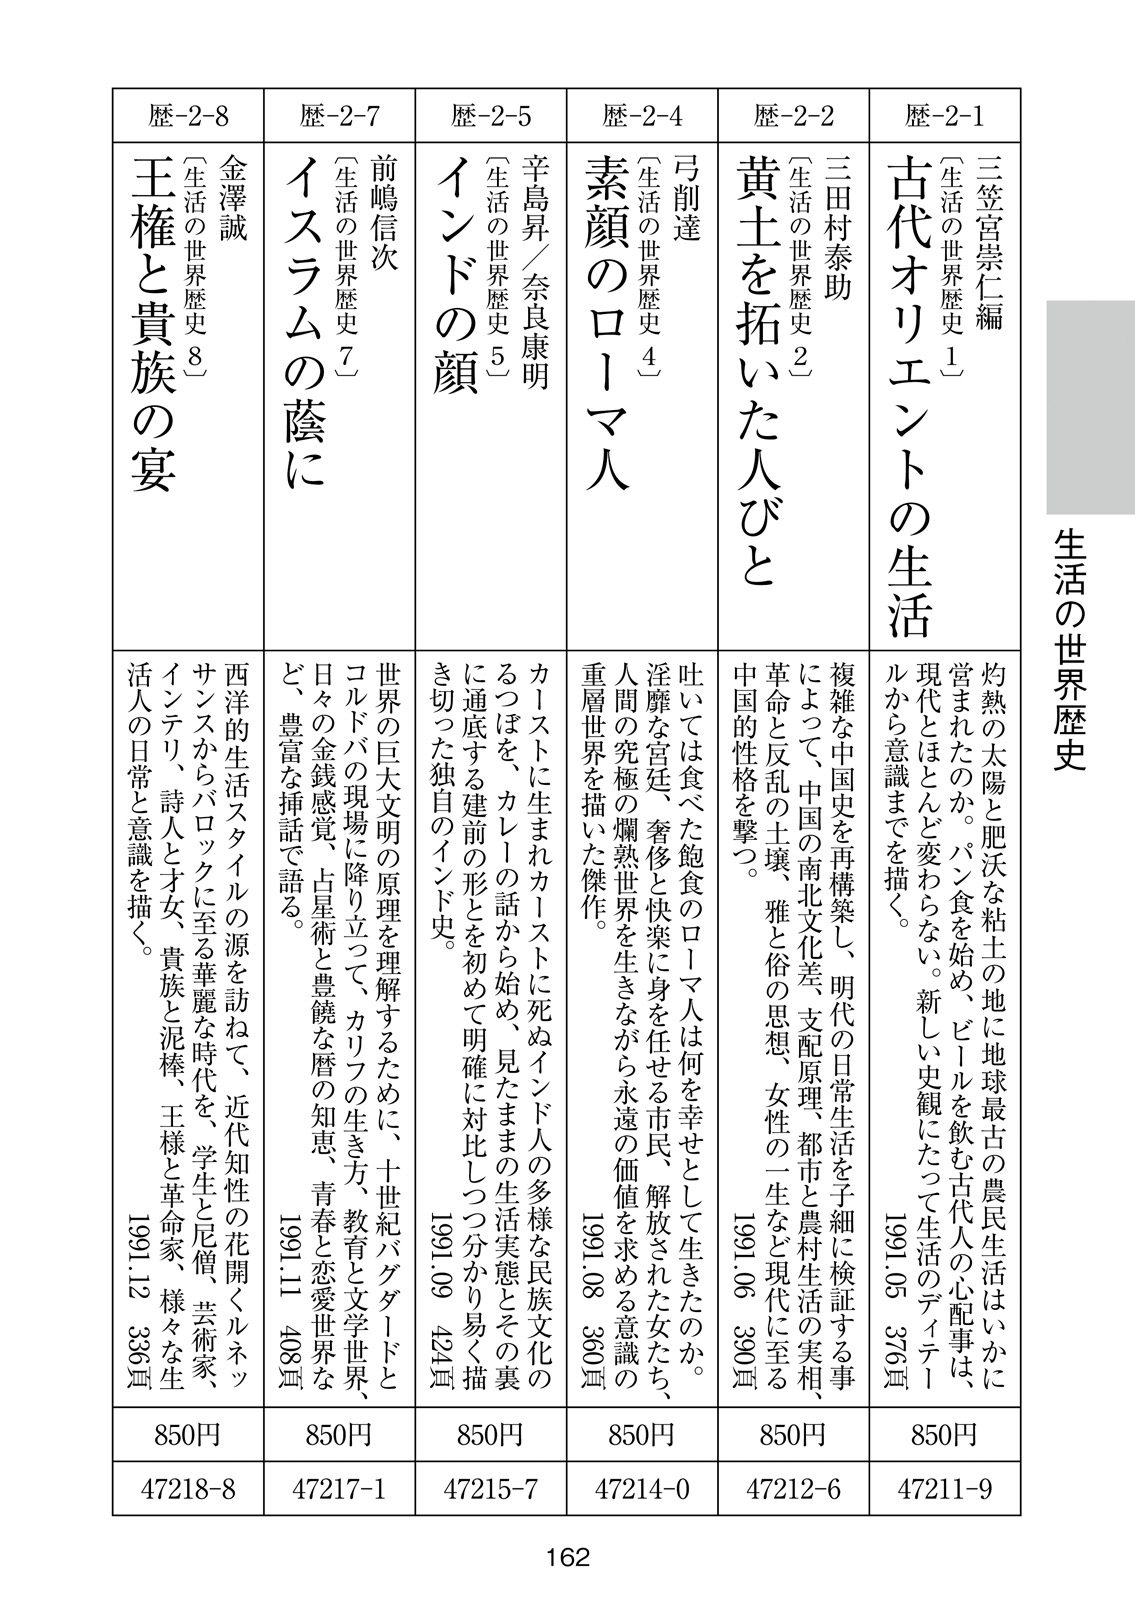 生活の世界歴史
歴-2-1
三笠宮崇仁編
〔生活の世界歴史 1〕
古代オリエントの生活
灼熱の太陽と肥沃な粘土の地に地球最古の農民生活はいかに
営まれたのか。パン食を始め、ビールを飲む古代人の心配事は、
現代とほとんど変わらない。新しい史観にたって生活のディテー
ルから意識までを描く。
1991.05 376頁
850円
47211-9
歴-2-2
三田村泰助
〔生活の世界歴史 2〕
黄土を拓いた人びと
複雑な中国史を再構築し、明代の日常生活を子細に検証する事
によって、中国の南北文化差、支配原理、都市と農村生活の実相、
革命と反乱の土壌、雅と俗の思想、女性の一生など現代に至る
中国的性格を撃つ。
1991.06 390頁
850円
47212-6
歴-2-4
弓削達
〔生活の世界歴史 4〕
素顔のローマ人
吐いては食べた飽食のローマ人は何を幸せとして生きたのか。
淫靡な宮廷、奢侈と快楽に身を任せる市民、解放された女たち、
人間の究極の爛熟世界を生きながら永遠の価値を求める意識の
重層世界を描いた傑作。
1991.08 360頁
850円
47214-0
歴-2-5
辛島昇／奈良康明
〔生活の世界歴史 5〕
インドの顔
カーストに生まれカーストに死ぬインド人の多様な民族文化の
るつぼを、カレーの話から始め、見たままの生活実態とその裏
に通底する建前の形とを初めて明確に対比しつつ分かり易く描
き切った独自のインド史。
1991.09 424頁
850円
47215-7
歴-2-7
前嶋信次
〔生活の世界歴史 7〕
イスラムの蔭に
世界の巨大文明の原理を理解するために、十世紀バグダードと
コルドバの現場に降り立って、カリフの生き方、教育と文学世界、
日々の金銭感覚、占星術と豊饒な暦の知恵、青春と恋愛世界な
ど、豊富な挿話で語る。
1991.11 408頁
850円
47217-1
歴-2-8
金澤誠
〔生活の世界歴史 8〕
王権と貴族の宴
西洋的生活スタイルの源を訪ねて、近代知性の花開くルネッ
サンスからバロックに至る華麗な時代を、学生と尼僧、芸術家、
インテリ、詩人と才女、貴族と泥棒、王様と革命家、様々な生
活人の日常と意識を描く。
1991.12 336頁
850円
47218-8
162